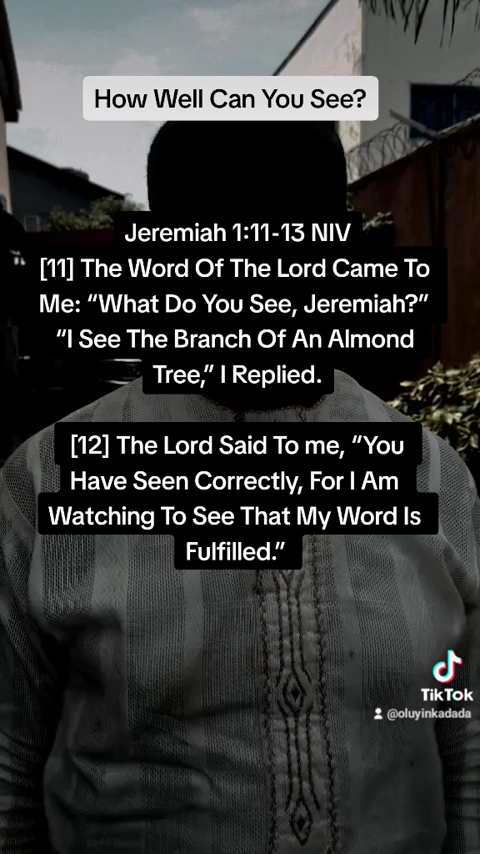 How Well Can You See?
Jeremiah 1:11-13 NIV
[11] The Word Of The Lord Came To
Me: “What Do You See, Jeremiah?”
“I See The Branch Of An Almond
Tree,” I Replied.
[12] The Lord Said To me, “You
Have Seen Correctly, For I Am
Watching To See That My Word Is
Fulfilled.”
TikTok
@oluyinkadada